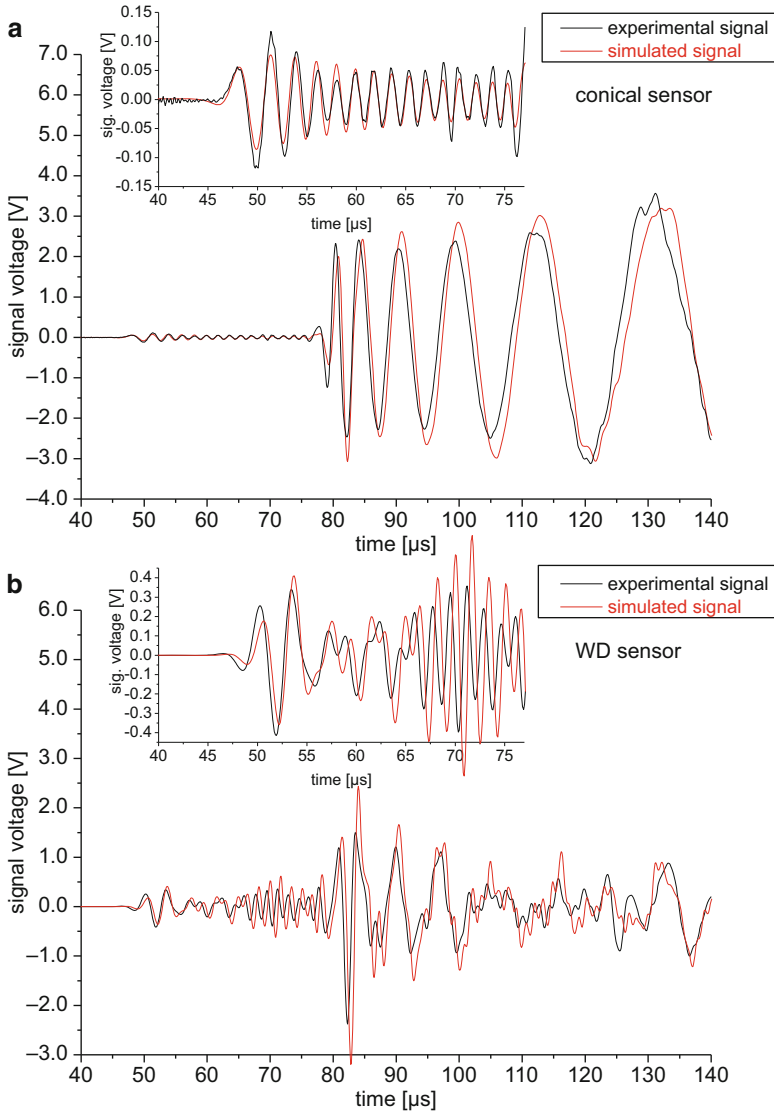 a
experimental signal
simulated signal
conical sensor
0.15
0.10
0.05
0.00
-0.05
-0.10
-0.15
sig. voltage [V]
40 45 50 55 60 65 70 75
time [µs]
7.0
6.0
5.0
4.0
3.0
2.0
1.0
0.0
–1.0
–2.0
–3.0
–4.0
signal voltage [V]
40 50 60 70 80 90 100 110 120 130 140
time [µs]
b
experimental signal
simulated signal
WD sensor
0.4
0.3
0.2
0.1
0.0
-0.1
-0.2
-0.3
-0.4
sig. voltage [V]
40 45 50 55 60 65 70 75
time [µs]
6.0
5.0
4.0
3.0
2.0
1.0
0.0
–1.0
–2.0
–3.0
signal voltage [V]
40 50 60 70 80 90 100 110 120 130 140
time [µs]